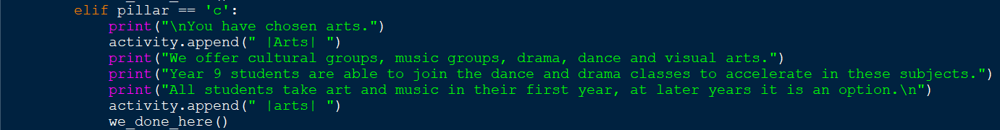 elif pillar == 'c':
print("\nYou have chosen arts.")
activity.append(" |Arts| ")
print("We offer cultural groups, music groups, drama, dance and visual arts.")
print("Year 9 students are able to join the dance and drama classes to accelerate in these subjects.")
print("All students take art and music in their first year, at later years it is an option.\n")
activity.append(" |arts| ")
we_done_here()